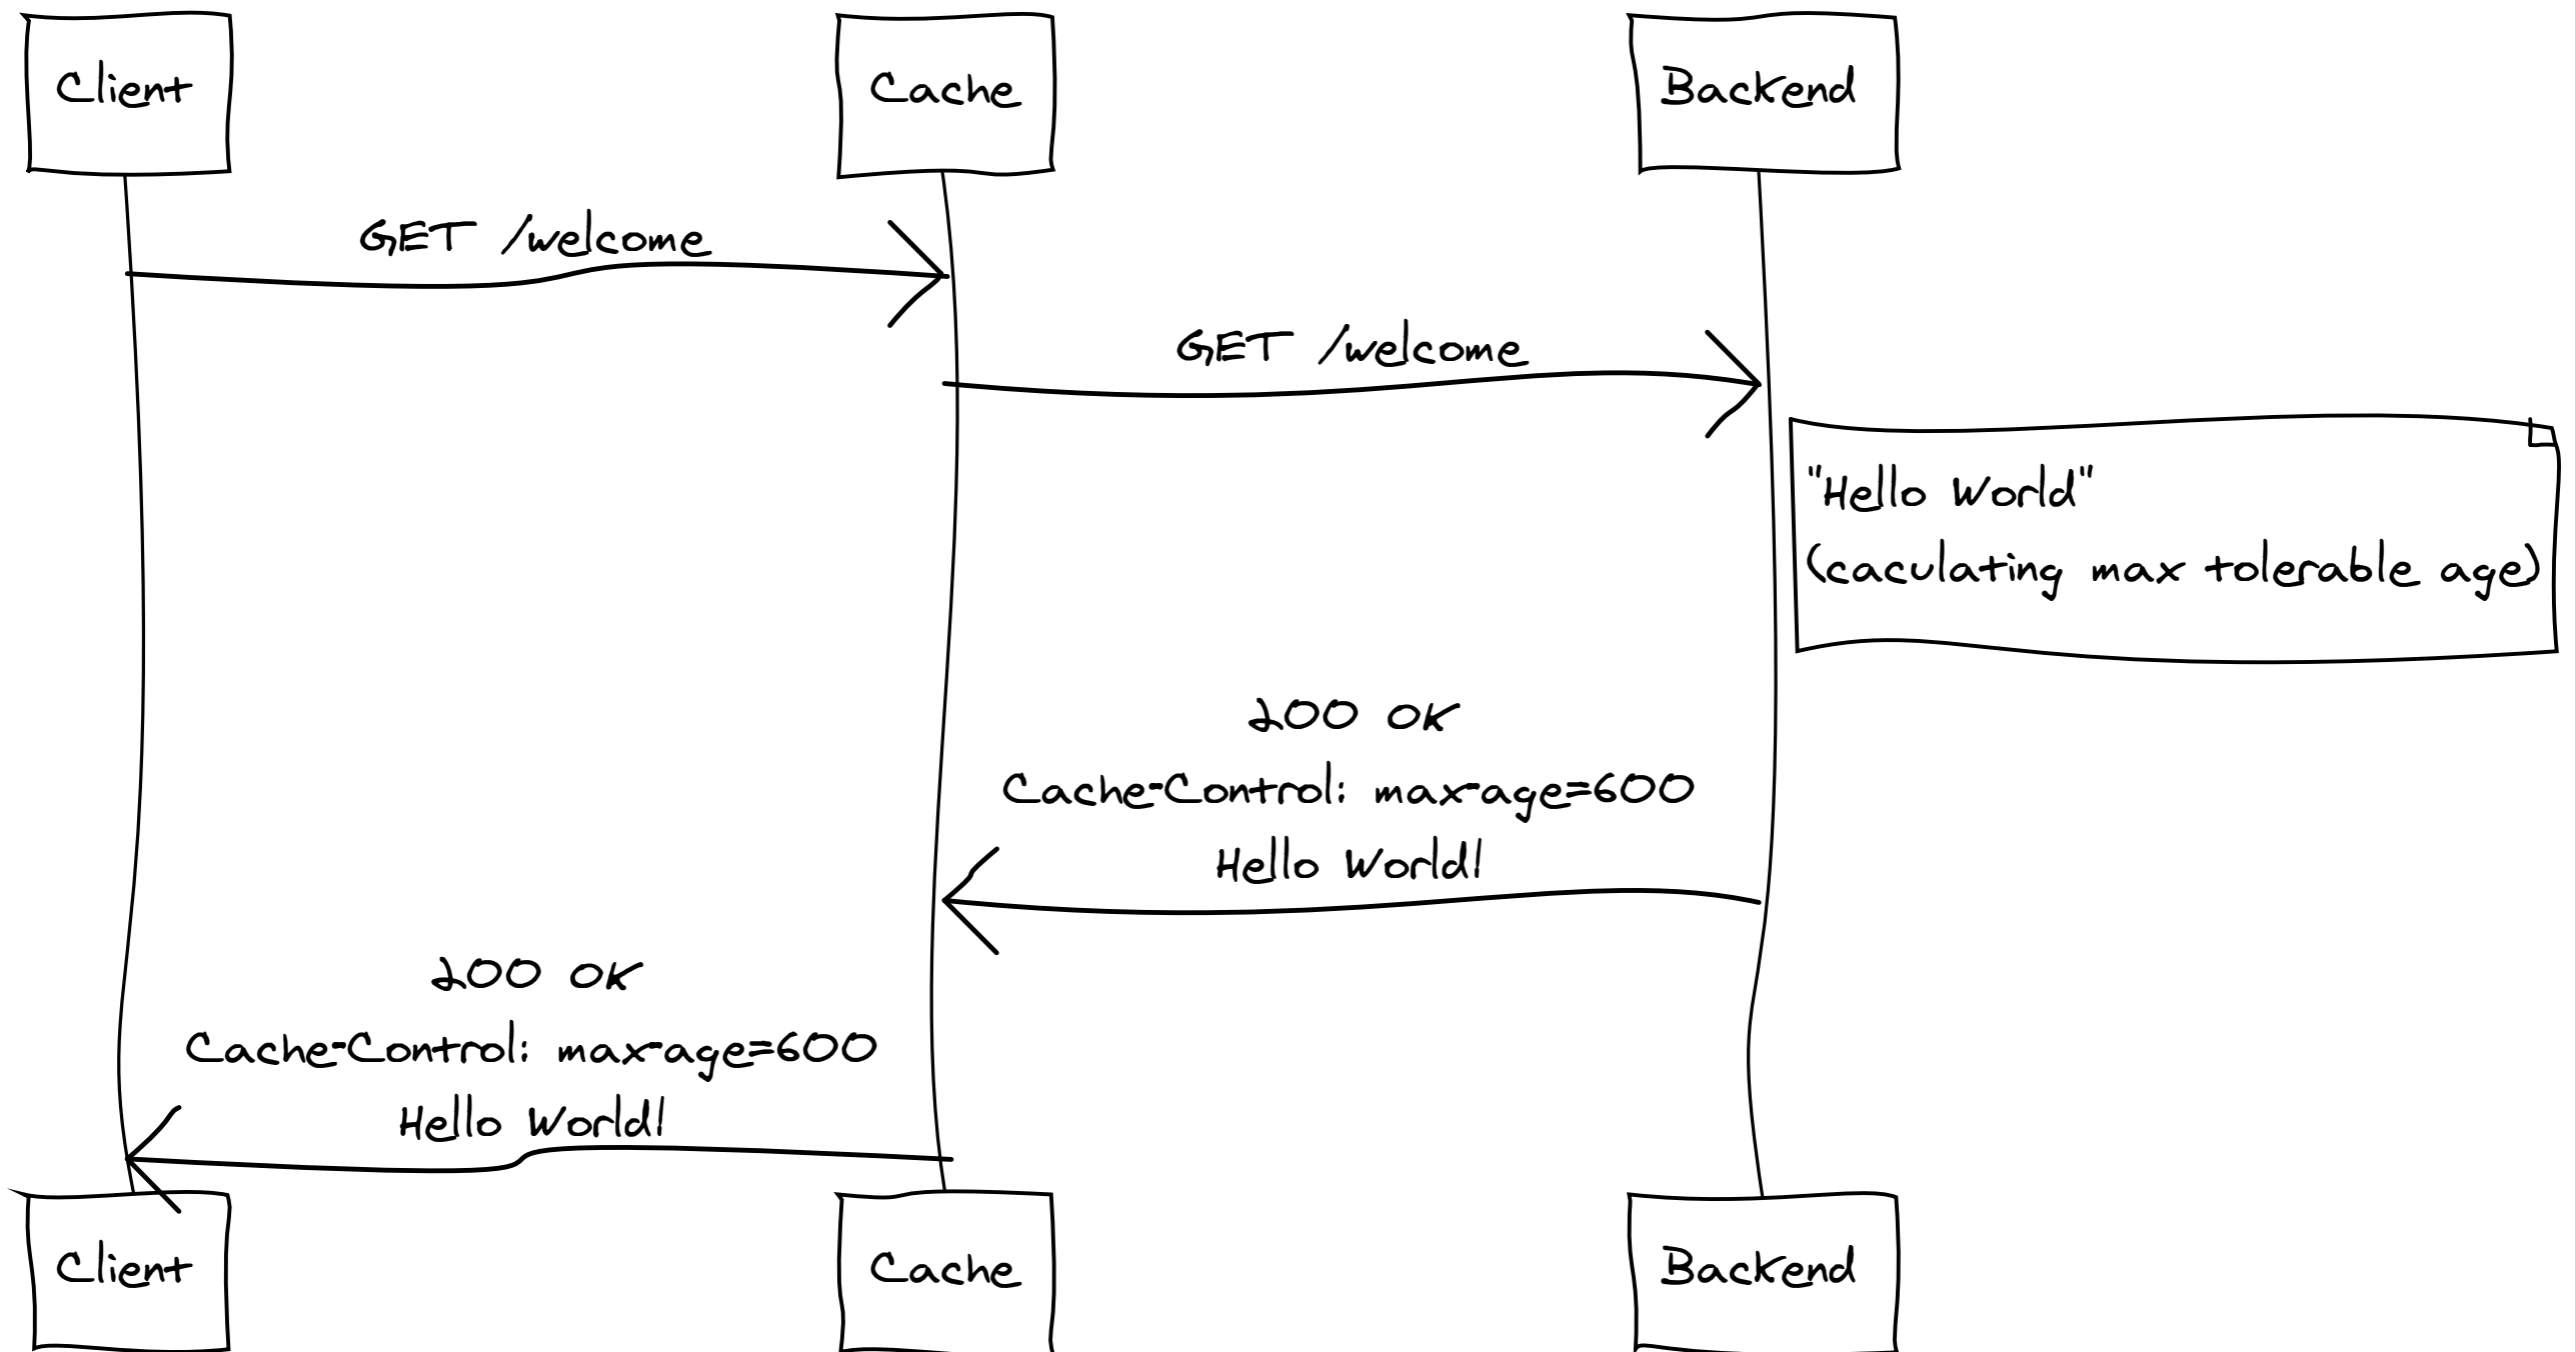 Client
Cache
Backend
GET /welcome
GET /welcome
"Hello World"
(caculating max tolerable age)
200 OK
Cache-Control: max-age=600
Hello World!
200 OK
Cache-Control: max-age=600
Hello World!
Client
Cache
Backend